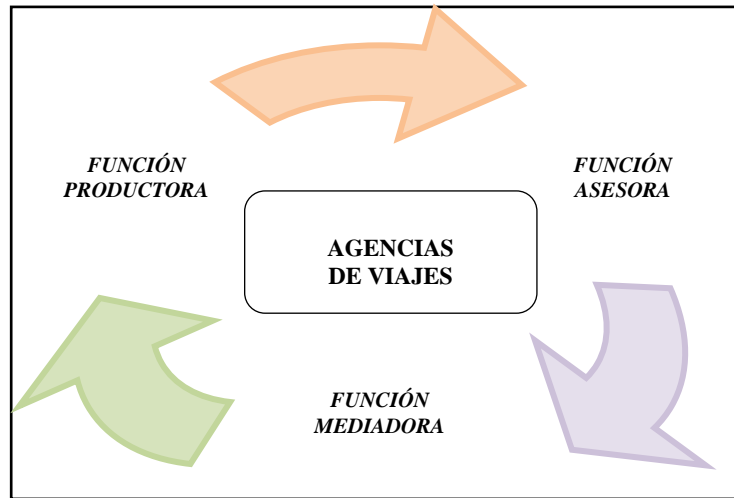 FUNCIÓN
PRODUCTORA
FUNCIÓN
ASESORA
AGENCIAS
DE VIAJES
FUNCIÓN
MEDIADORA